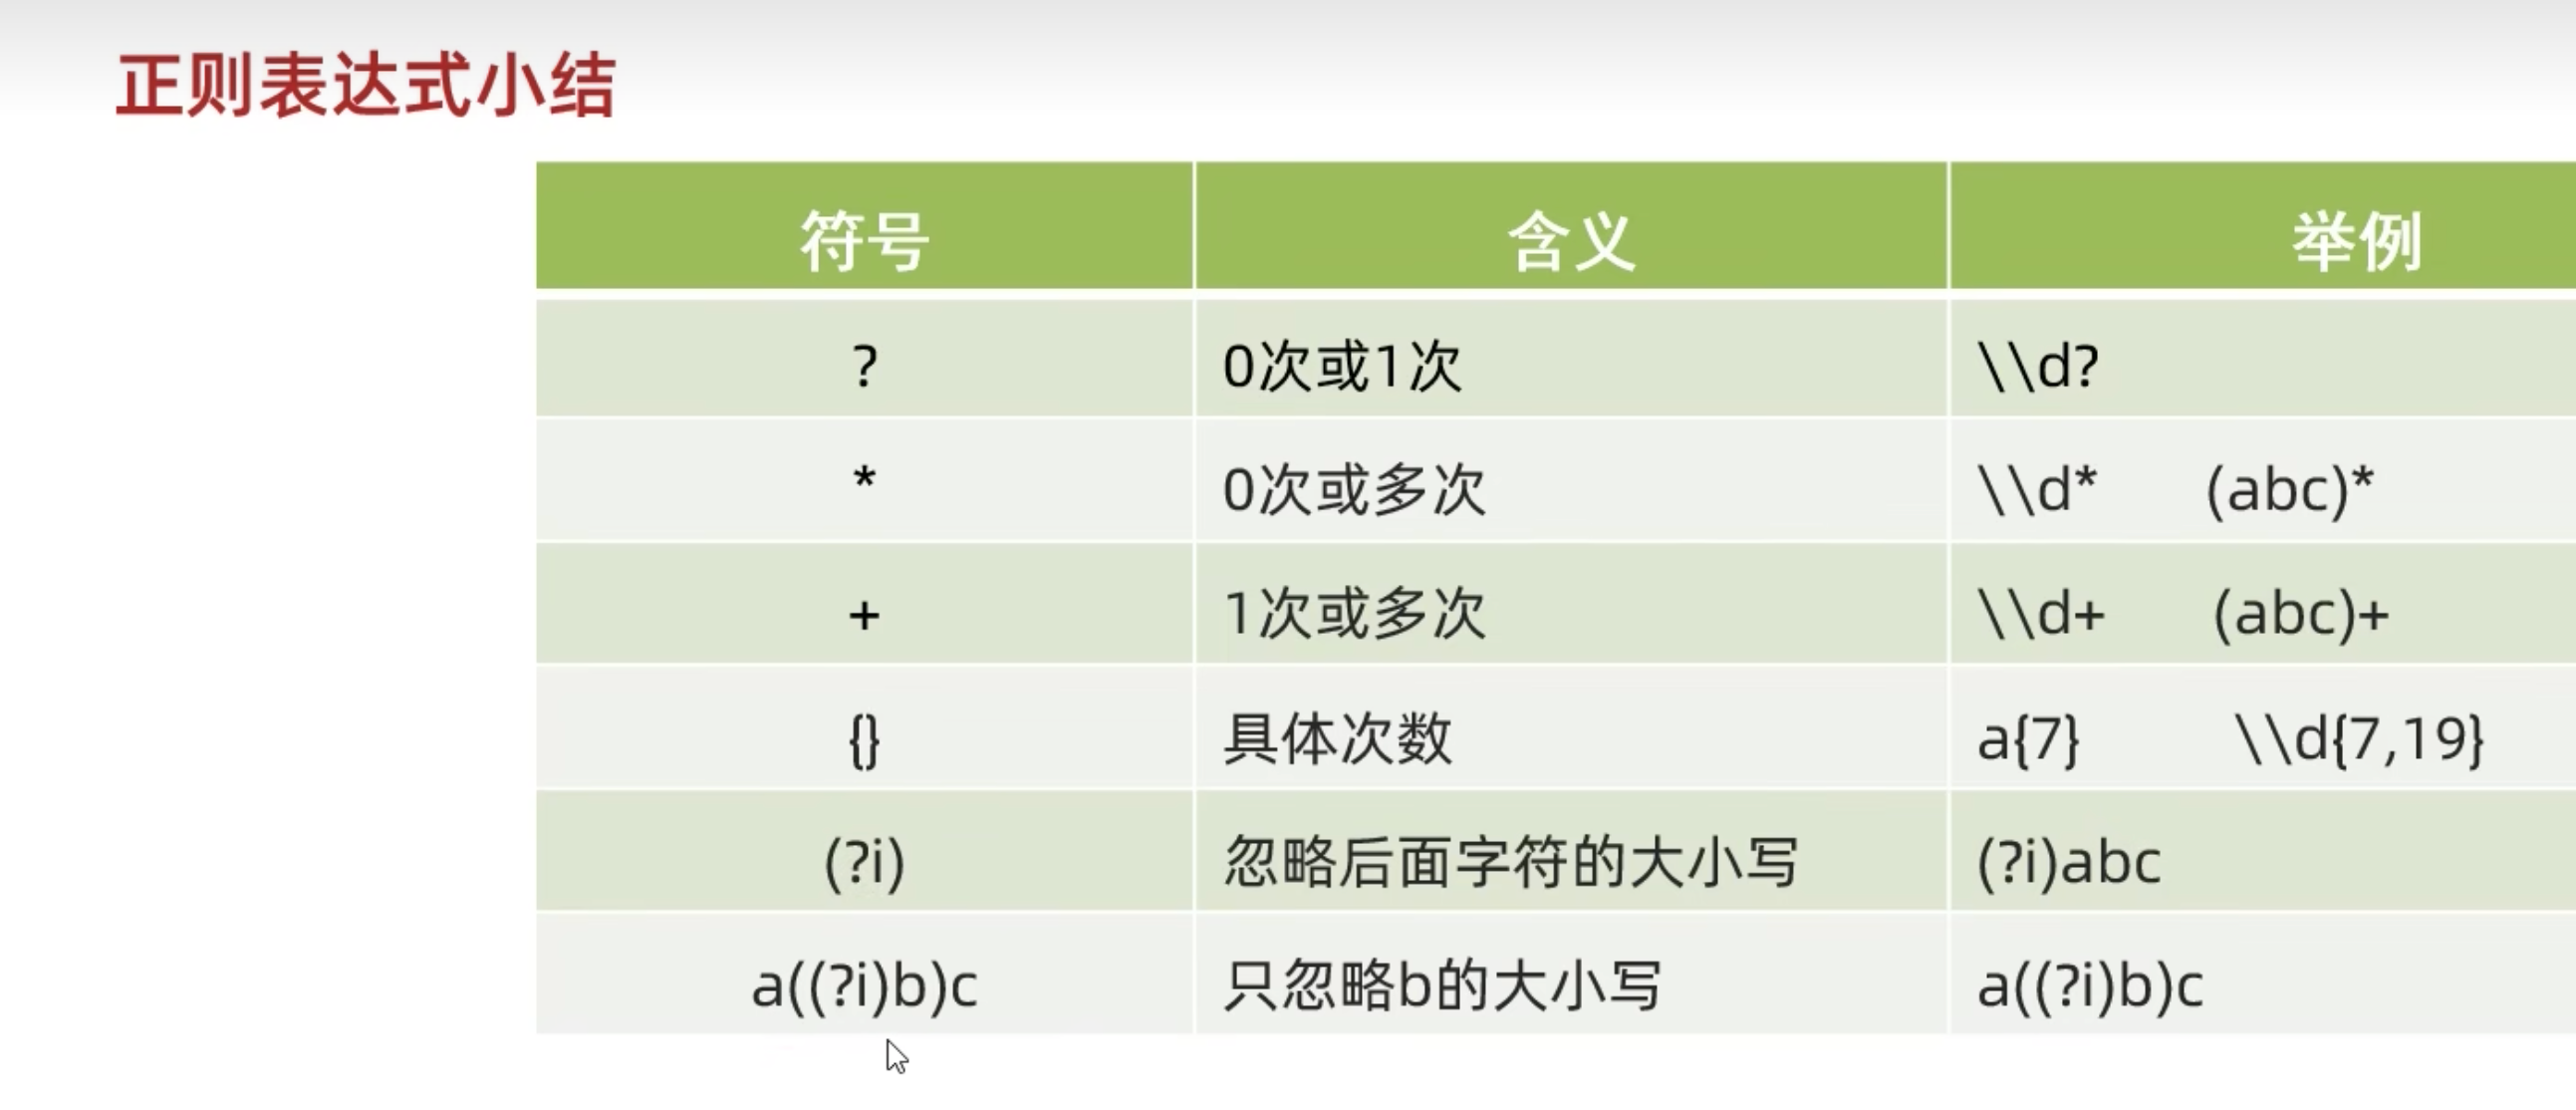 正则表达式小结
符号 含义 举例
? 0次或1次 \\d?
* 0次或多次 \\d* (abc)*
+ 1次或多次 \\d+ (abc)+
{} 具体次数 a{7} \\d{7,19}
(?i) 忽略后面字符的大小写 (?i)abc
a((?i)b)c 只忽略b的大小写 a((?i)b)c